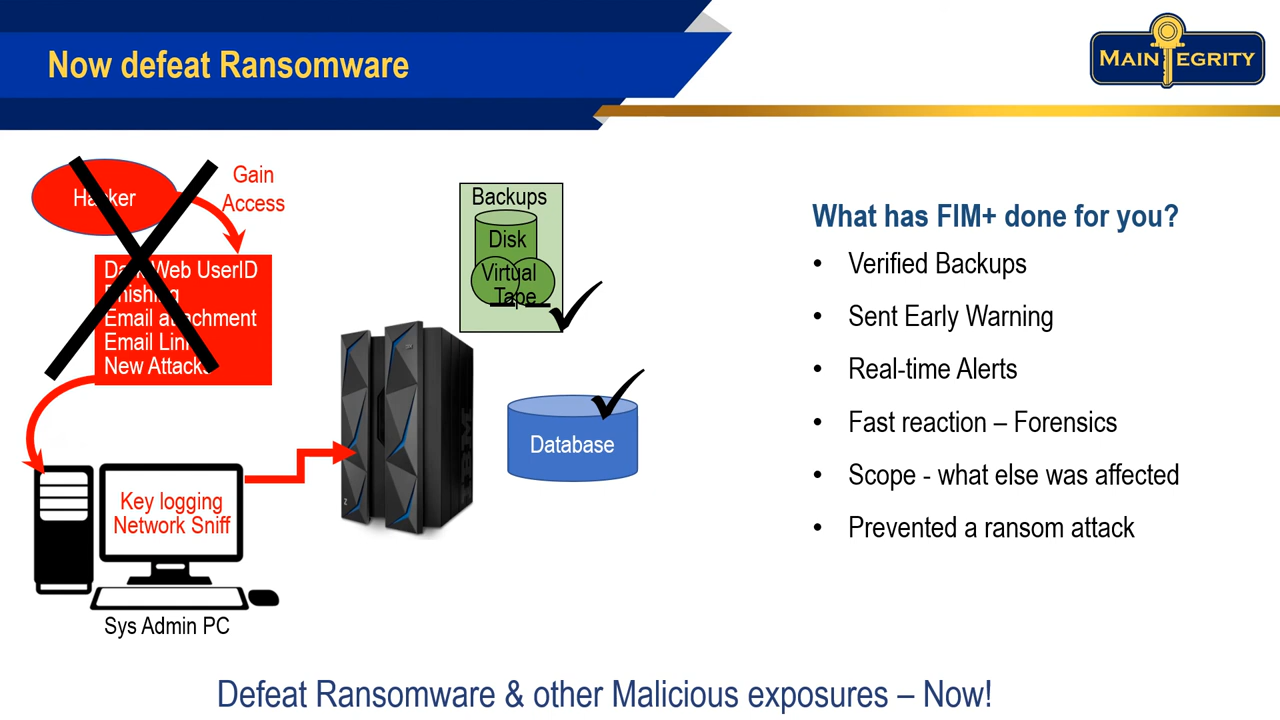 Now defeat Ransomware
MAIN EGRITY
Hacker
Gain
Access
Dark Web UserID
Phishing
Email attachment
Email Link
New Attacks
Key logging
Network Sniff
Sys Admin PC
Backups
Disk
Virtual
Tape
Database
Z
What has FIM+ done for you?
• Verified Backups
• Sent Early Warning
• Real-time Alerts
• Fast reaction – Forensics
• Scope - what else was affected
• Prevented a ransom attack
Defeat Ransomware & other Malicious exposures – Now!